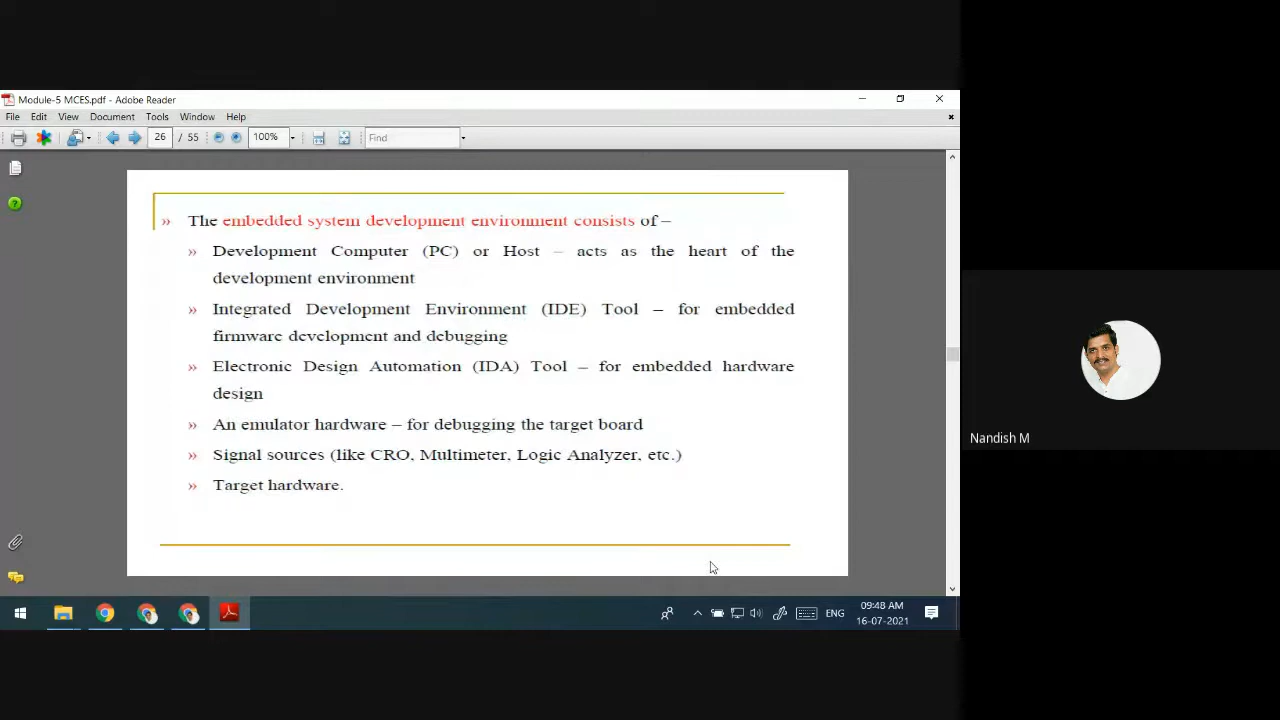 Module-5 MCES.pdf - Adobe Reader
File Edit View Document Tools Window Help
26 / 55 100% Find
» The embedded system development environment consists of –
» Development Computer (PC) or Host – acts as the heart of the
development environment
» Integrated Development Environment (IDE) Tool – for embedded
firmware development and debugging
» Electronic Design Automation (IDA) Tool – for embedded hardware
design
» An emulator hardware – for debugging the target board
» Signal sources (like CRO, Multimeter, Logic Analyzer, etc.)
» Target hardware.
Nandish M
ENG
09:48 AM
16-07-2021